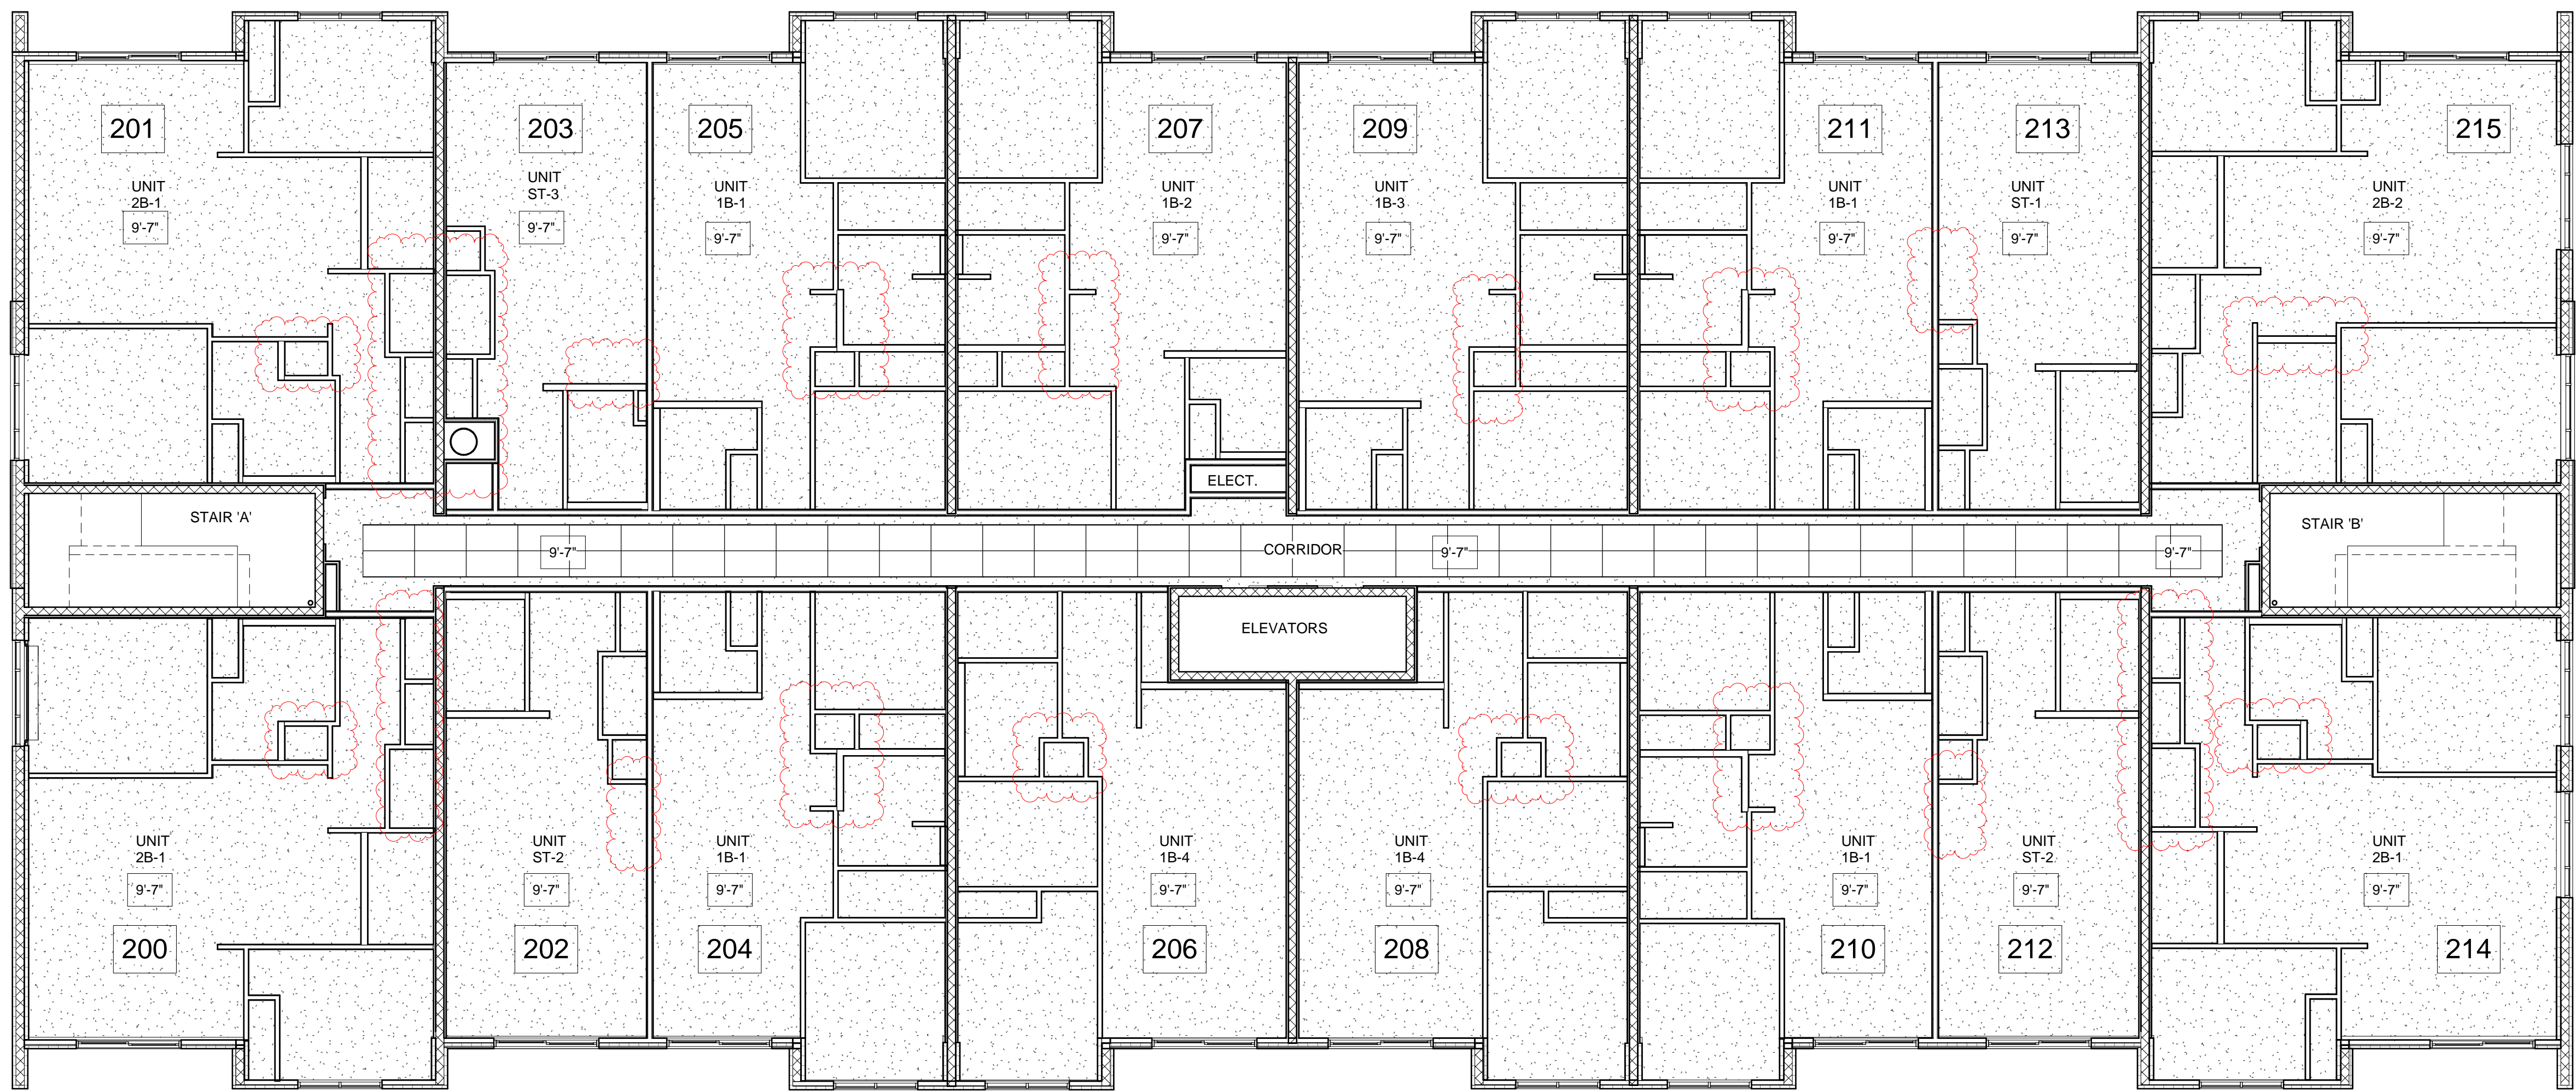 201
203
205
207
209
211
213
215
UNIT
2B-1
9'-7"
UNIT
ST-3
9'-7"
UNIT
1B-1
9'-7"
UNIT
1B-2
9'-7"
UNIT
1B-3
9'-7"
UNIT
1B-1
9'-7"
UNIT
ST-1
9'-7"
UNIT
2B-2
9'-7"
ELECT.
STAIR 'A'
STAIR 'B'
9'-7"
CORRIDOR
9'-7"
9'-7"
ELEVATORS
UNIT
2B-1
9'-7"
UNIT
ST-2
9'-7"
UNIT
1B-1
9'-7"
UNIT
1B-4
9'-7"
UNIT
1B-4
9'-7"
UNIT
1B-1
9'-7"
UNIT
ST-2
9'-7"
UNIT
2B-1
9'-7"
200
202
204
206
208
210
212
214